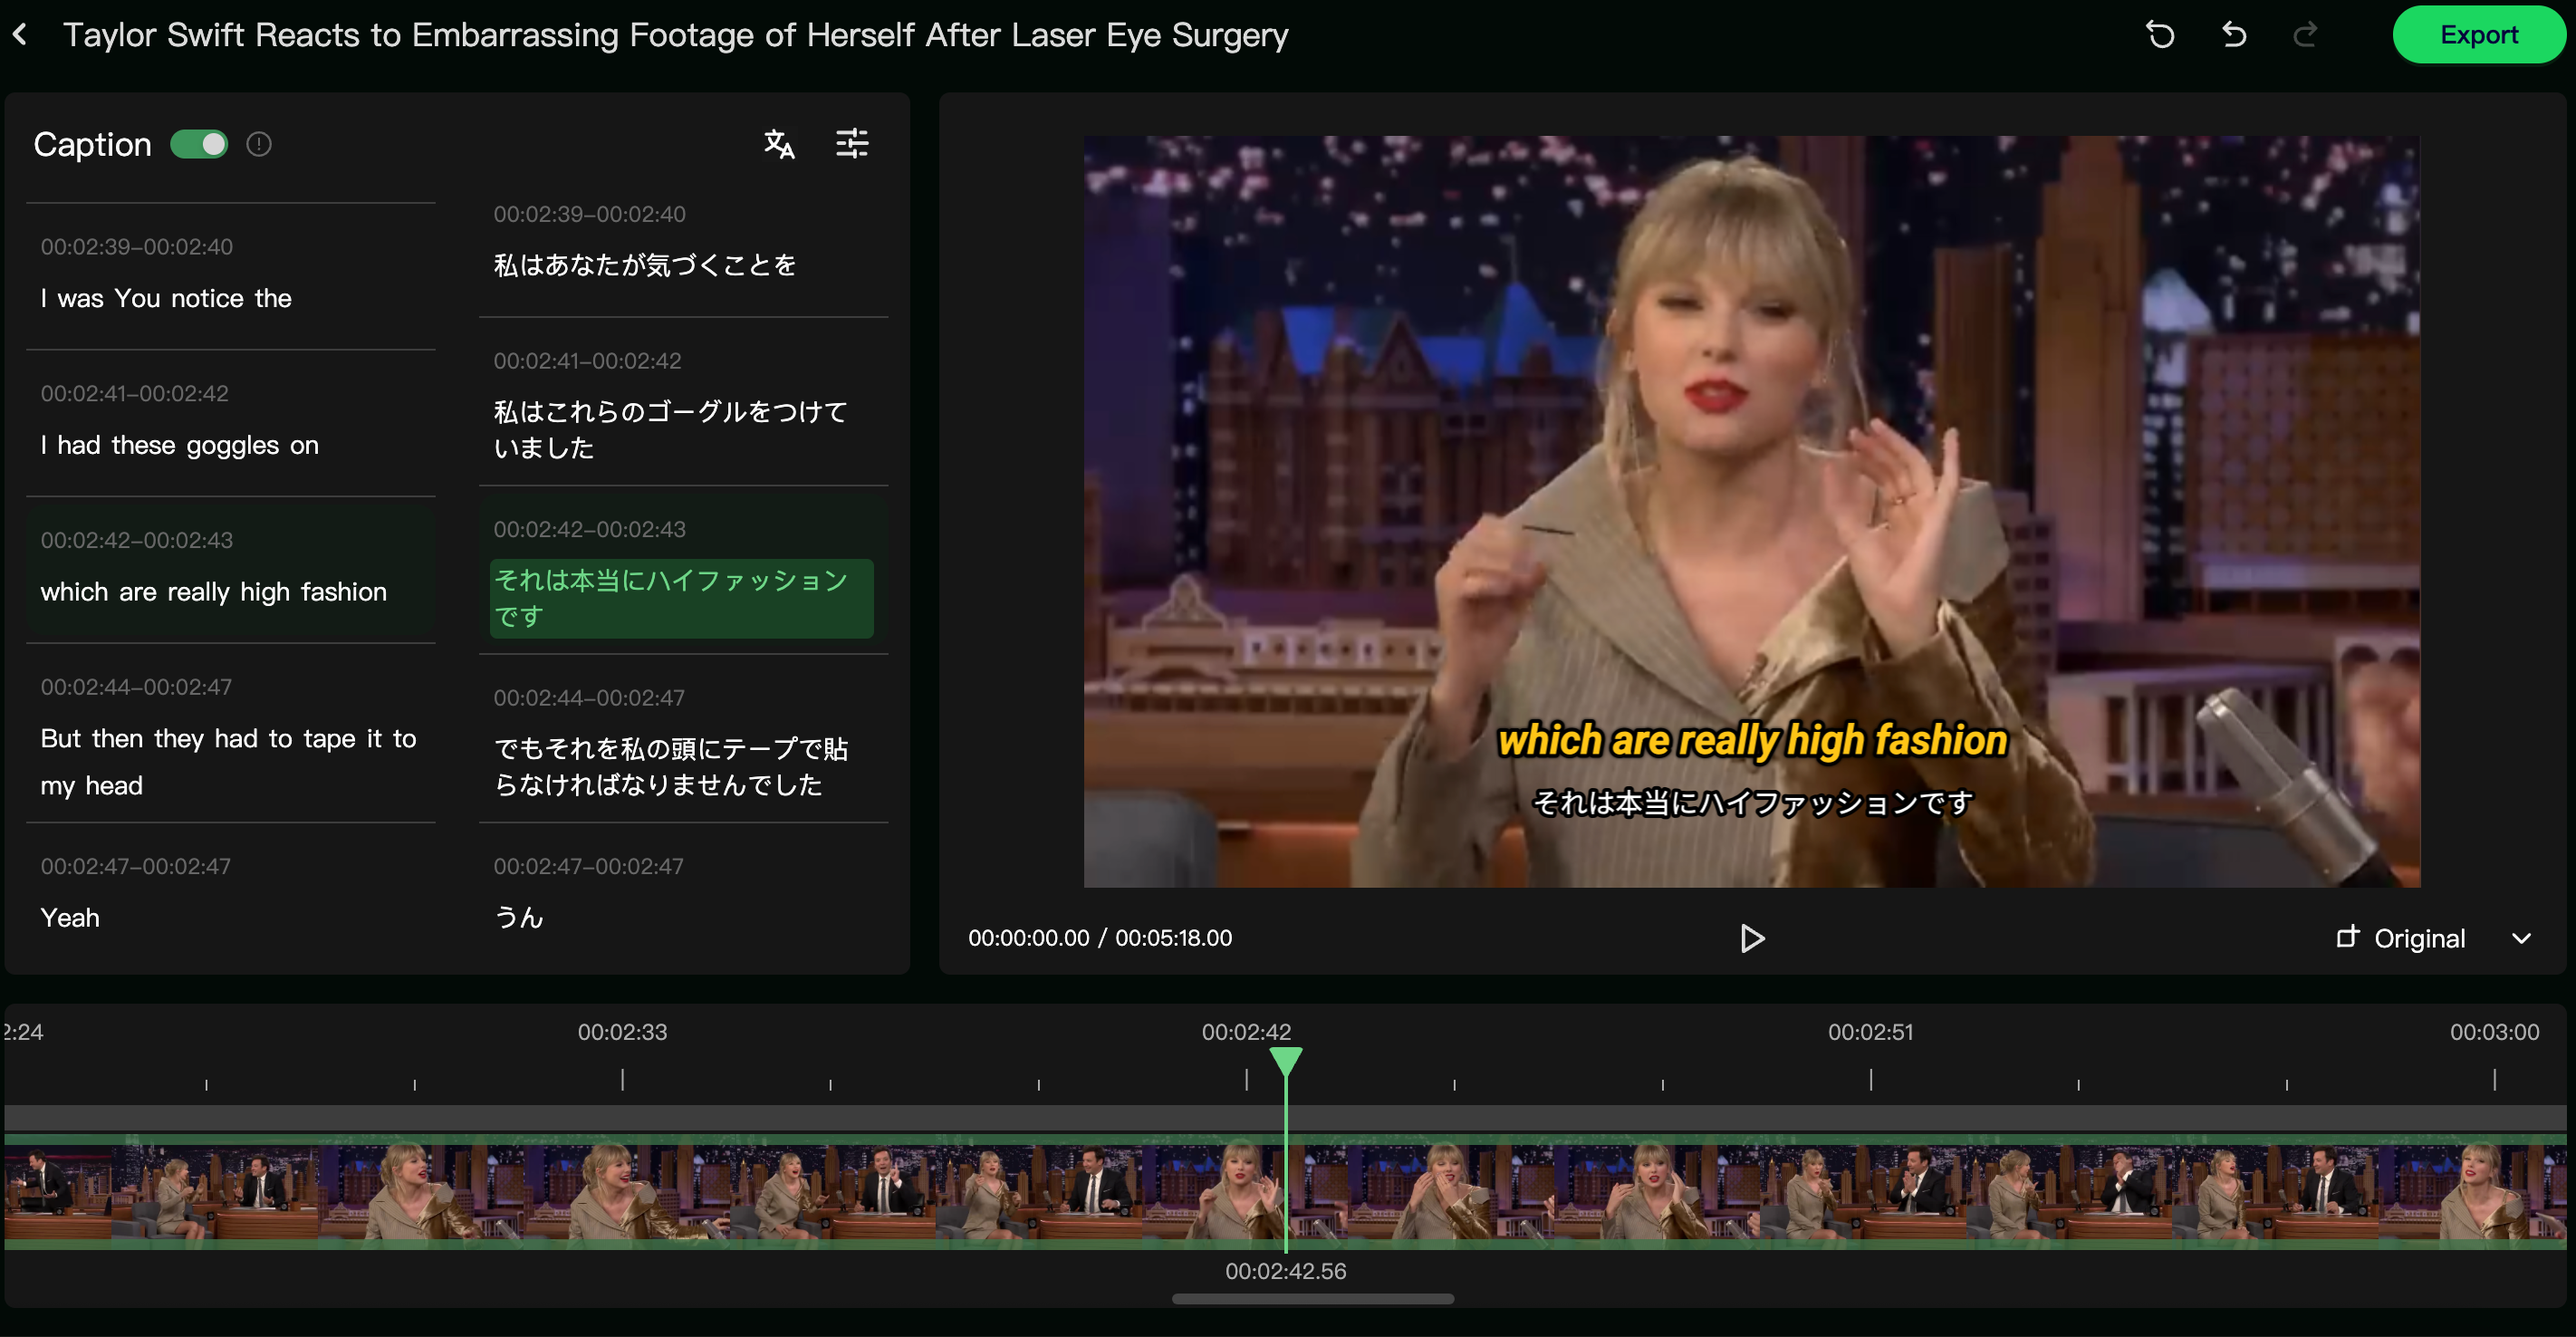 Taylor Swift Reacts to Embarrassing Footage of Herself After Laser Eye Surgery
Export
Caption
00:02:39–00:02:40
I was You notice the
00:02:41–00:02:42
I had these goggles on
00:02:42–00:02:43
which are really high fashion
00:02:44–00:02:47
But then they had to tape it to
my head
00:02:47–00:02:47
Yeah
00:02:39–00:02:40
私はあなたが気づくことを
00:02:41–00:02:42
私はこれらのゴーグルをつけて
いました
00:02:42–00:02:43
それは本当にハイファッション
です
00:02:44–00:02:47
でもそれを私の頭にテープで貼
らなければなりませんでした
00:02:47–00:02:47
うん
which are really high fashion
それは本当にハイファッションです
00:00:00.00 / 00:05:18.00
Original
2:24
00:02:33
00:02:42
00:02:51
00:03:00
00:02:42.56